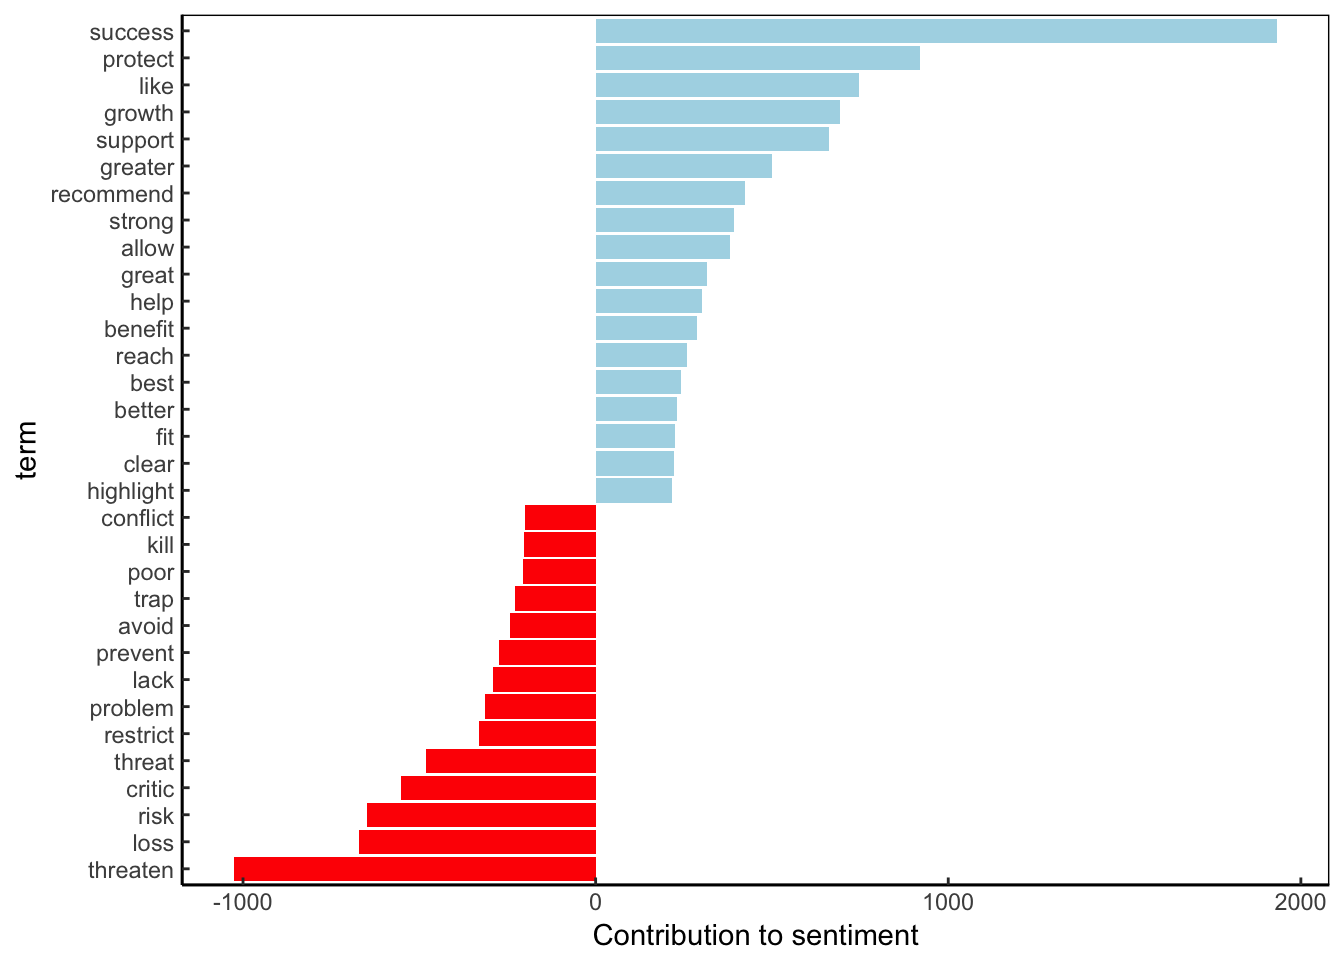 success
protect
like
growth
support
greater
recommend
strong
allow
great
help
benefit
reach
best
better
fit
clear
highlight
conflict
kill
poor
trap
avoid
prevent
lack
problem
restrict
threat
critic
risk
loss
threaten
term
-1000 0 1000 2000
Contribution to sentiment